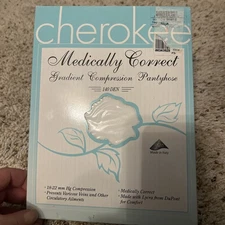 cherokee
Medically Correct
Gradient Compression Pantyhose
140 DEN
• 18-22 mm Hg Compression
• Prevents Varicose Veins and Other
Circulatory Ailments
• Medically Correct
• Made with Lycra from DuPont
for Comfort